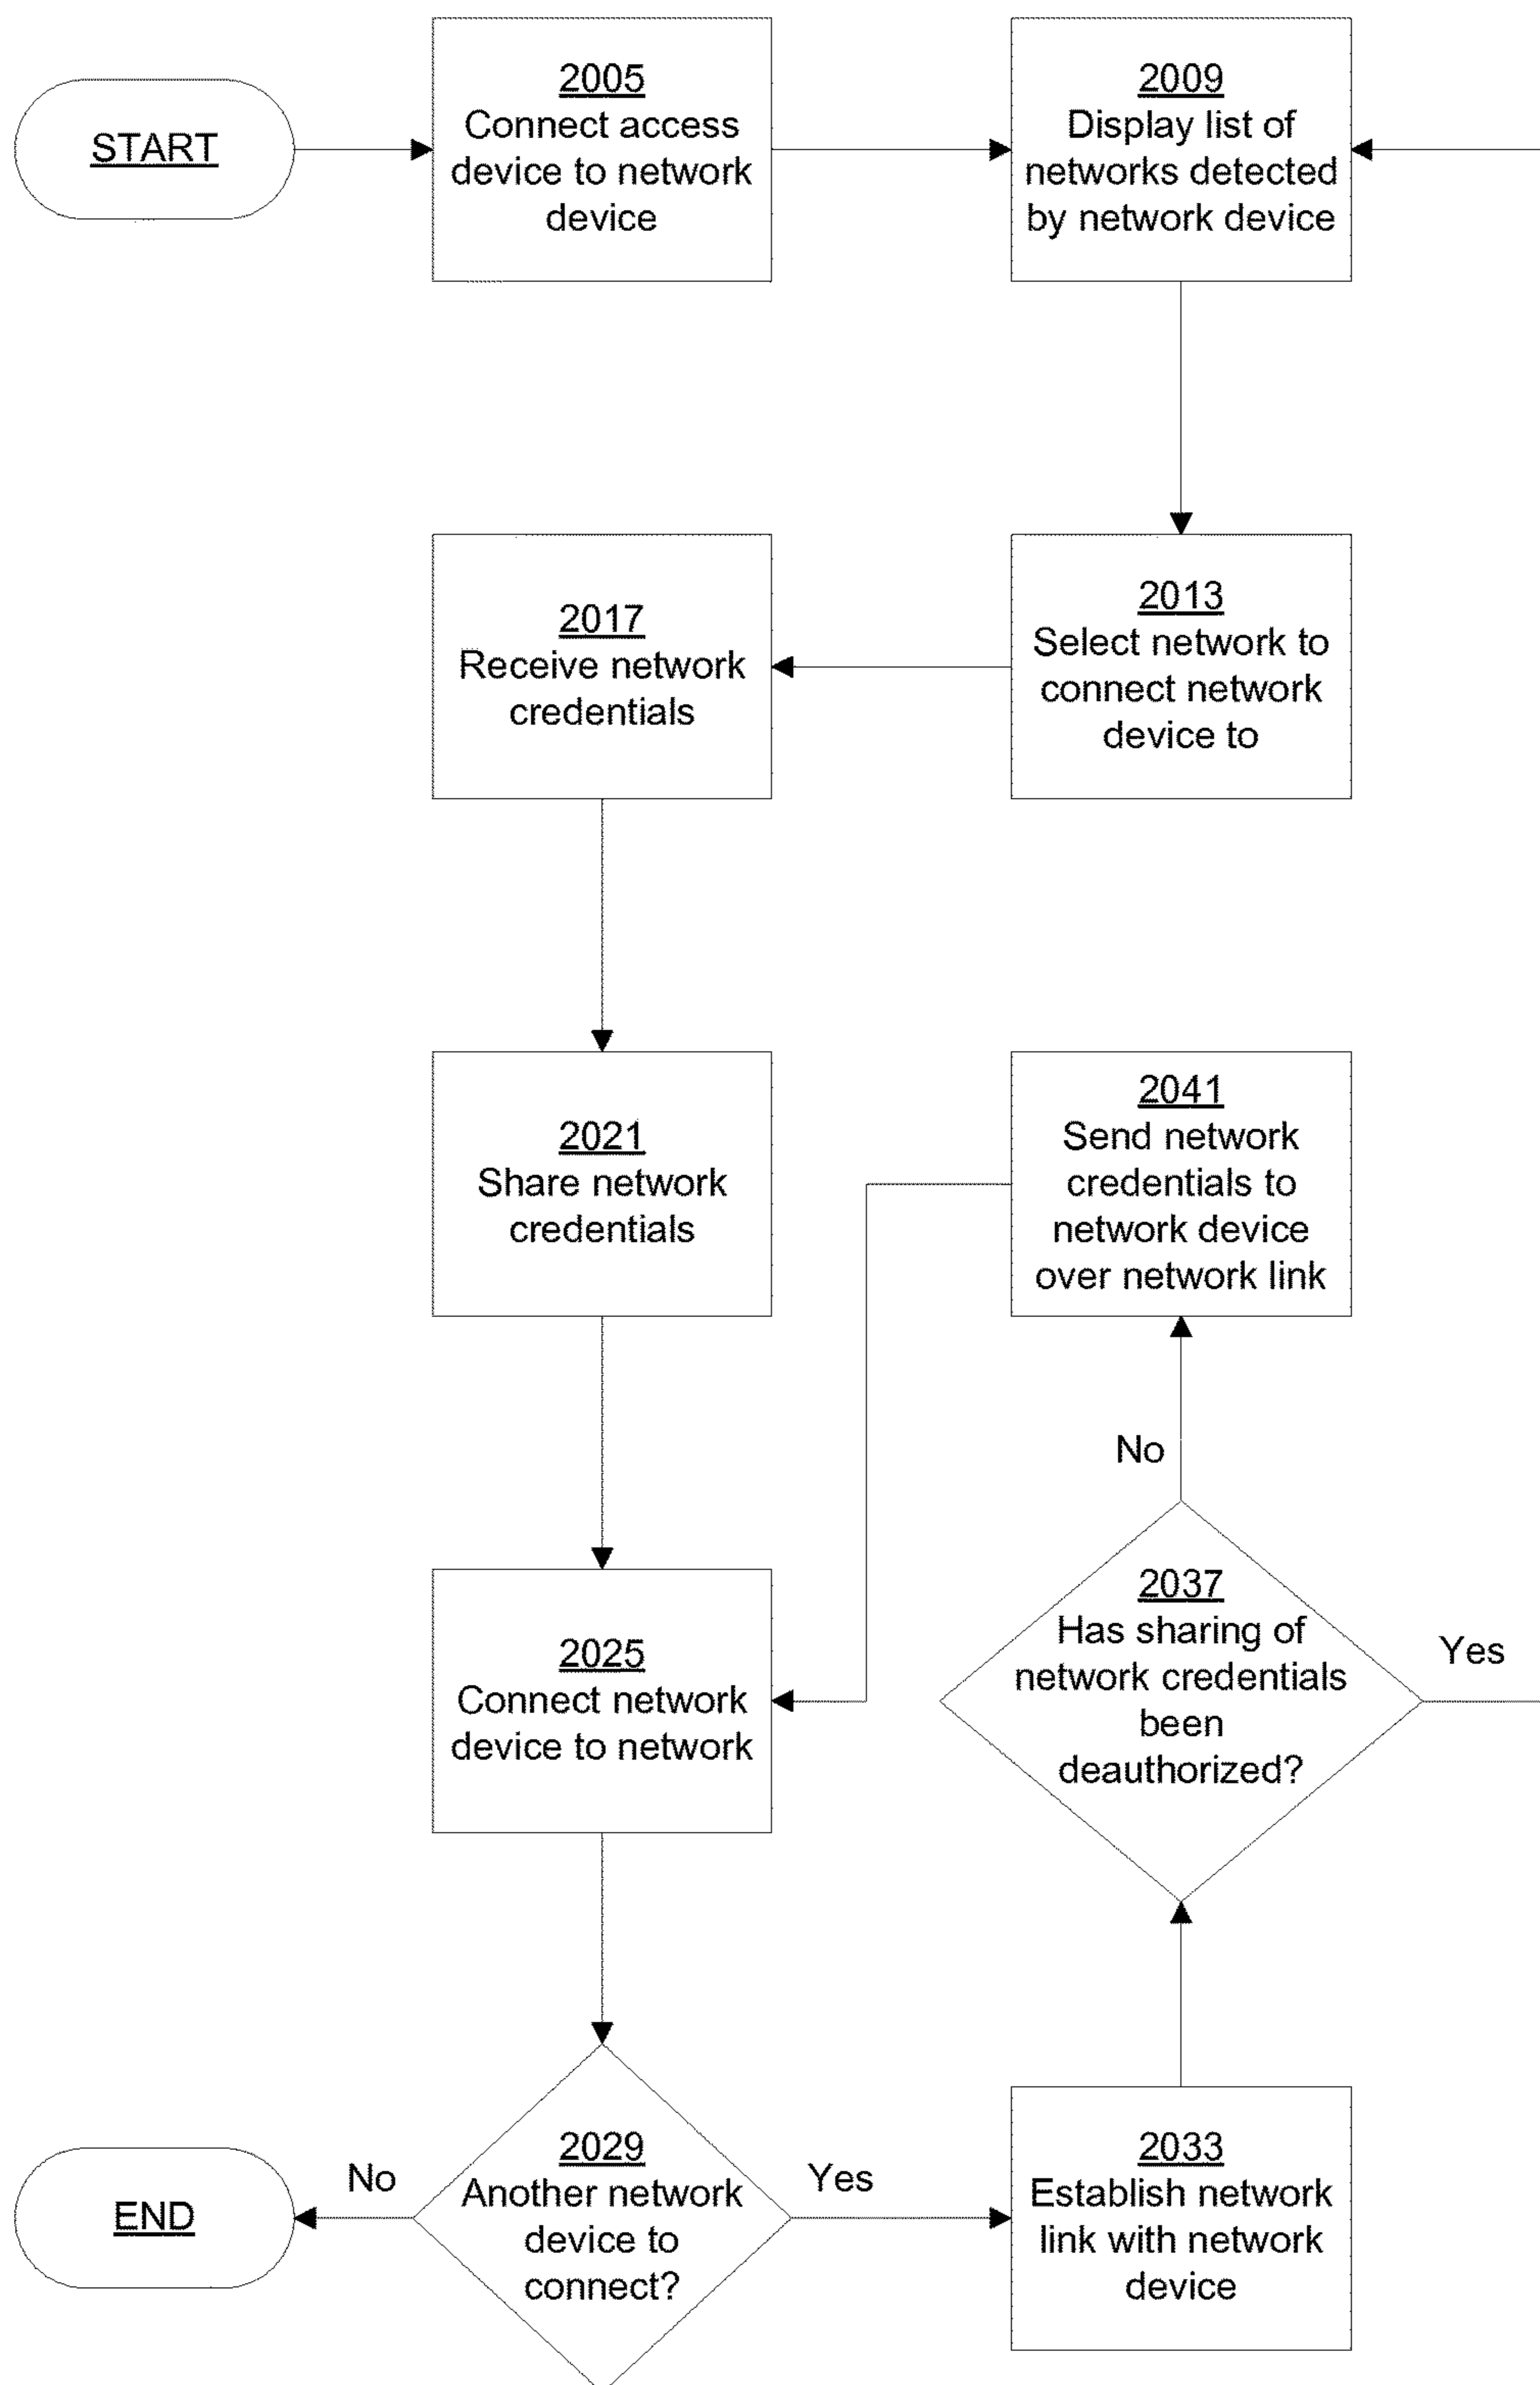 START
2005
Connect access
device to network
device
2009
Display list of
networks detected
by network device
2017
Receive network
credentials
2013
Select network to
connect network
device to
2021
Share network
credentials
2041
Send network
credentials to
network device
over network link
No
2025
Connect network
device to network
2037
Has sharing of
network credentials
been
deauthorized?
Yes
END
No
2029
Another network
device to
connect?
Yes
2033
Establish network
link with network
device